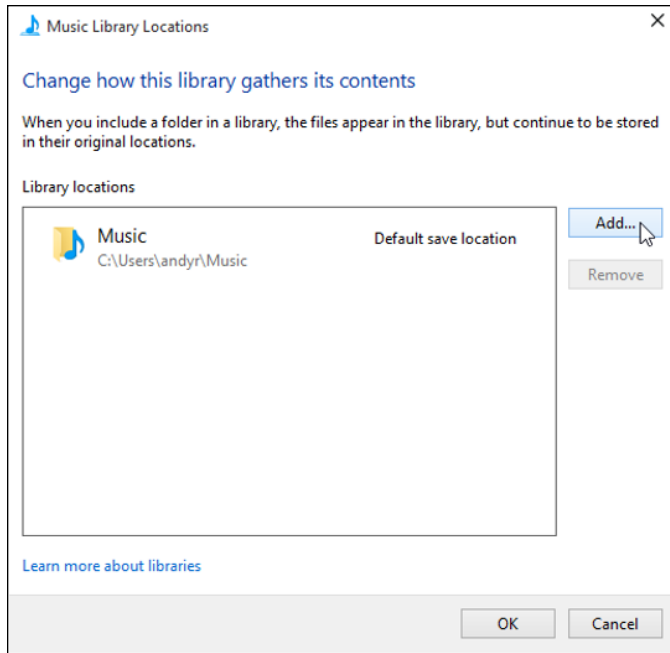 Music Library Locations
Change how this library gathers its contents
When you include a folder in a library, the files appear in the library, but continue to be stored
in their original locations.
Library locations
Music
Default save location
C:\Users\andyr\Music
Add...
Remove
Learn more about libraries
OK
Cancel